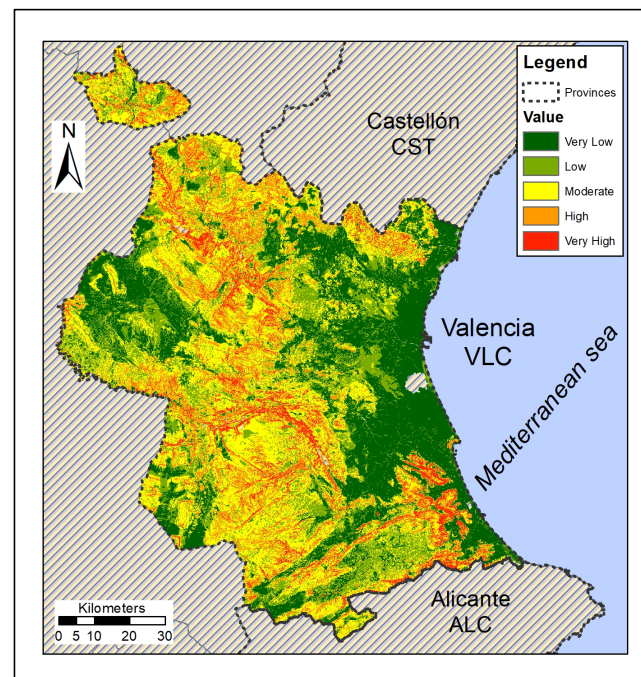 Legend
Provinces
Value
Very Low
Low
Moderate
High
Very High
N
Castellón
CST
Valencia
VLC
Mediterranean sea
Alicante
ALC
Kilometers
0 5 10 20 30